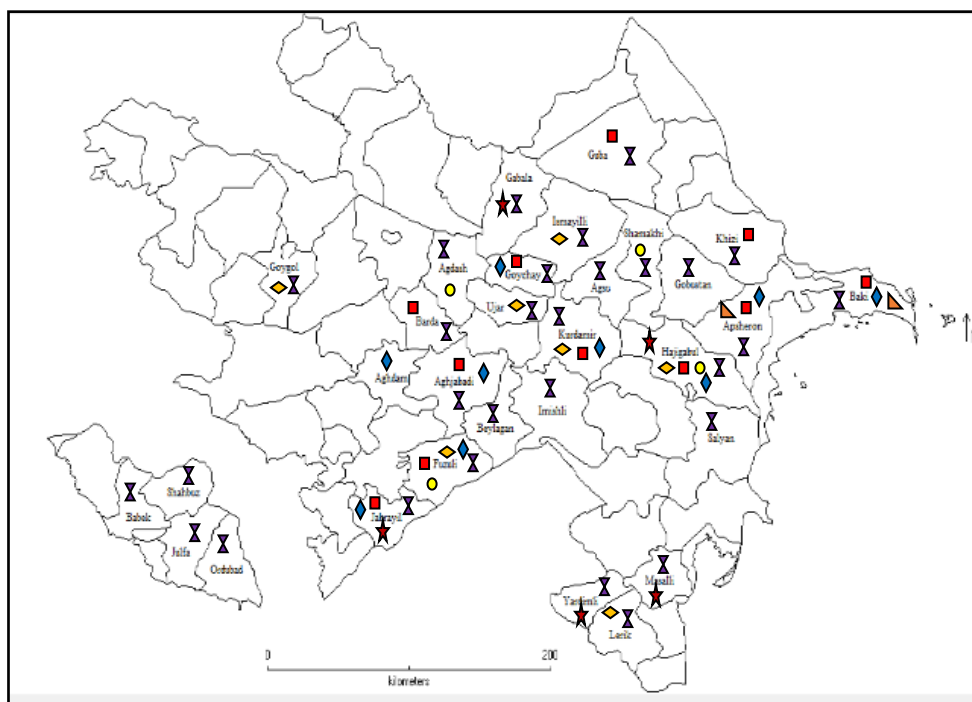 Guba
Gabala
Ismayilli
Shamakhi
Khizi
Goygol
Agdash
Goychay
Agsu
Gobustan
Baki
Ujar
Barda
Kurdamir
Apsheron
Hajigabul
Aghdam
Aghjabadi
Imishli
Beylagan
Salyan
Fuzuli
Shahbuz
Babek
Jabrayil
Julfa
Ordubad
Masalli
Yardimli
Lerik
0
200
kilometers